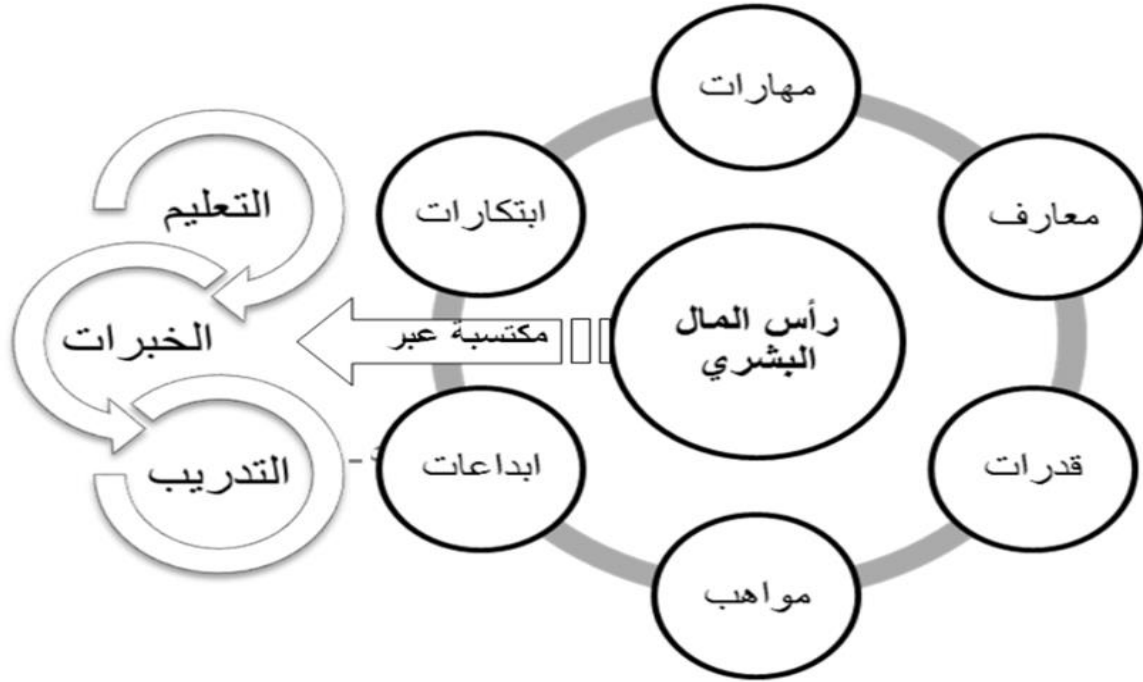 مهارات
معارف
قدرات
مواهب
ابداعات
ابتكارات
رأس المال
البشري
مكتسبة عبر
التعليم
الخبرات
التدريب